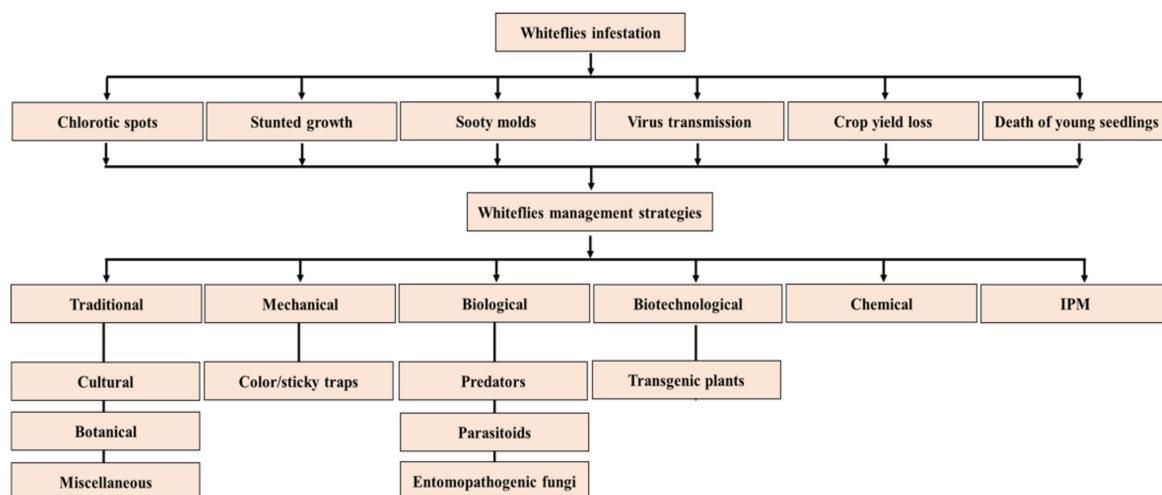 Whiteflies infestation
Chlorotic spots
Stunted growth
Sooty molds
Virus transmission
Crop yield loss
Death of young seedlings
Whiteflies management strategies
Traditional
Mechanical
Biological
Biotechnological
Chemical
IPM
Cultural
Color/sticky traps
Predators
Transgenic plants
Botanical
Parasitoids
Miscellaneous
Entomopathogenic fungi